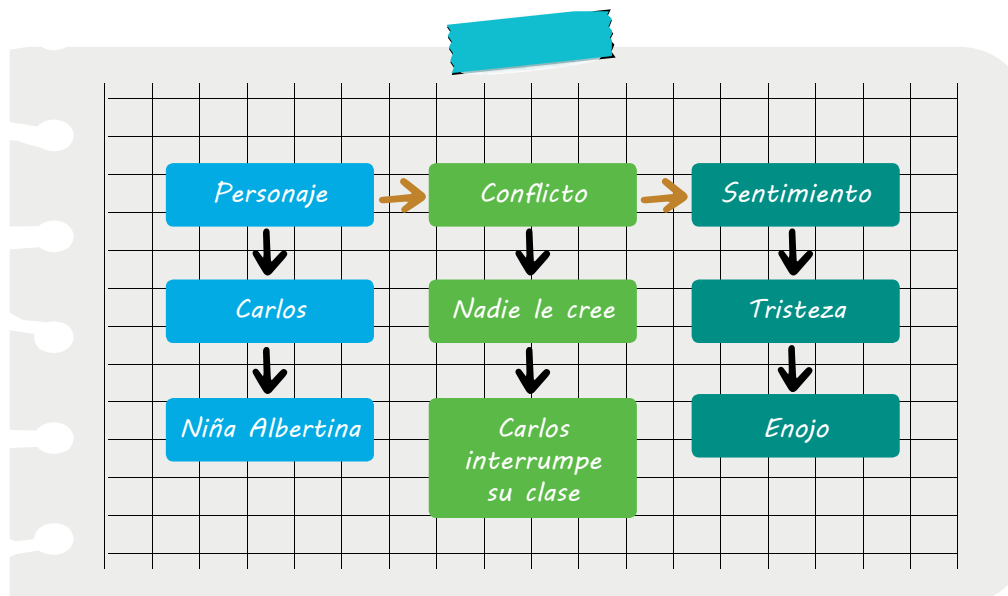 Personaje
Conflicto
Sentimiento
Carlos
Nadie le cree
Tristeza
Niña Albertina
Carlos
interrumpe
su clase
Enojo